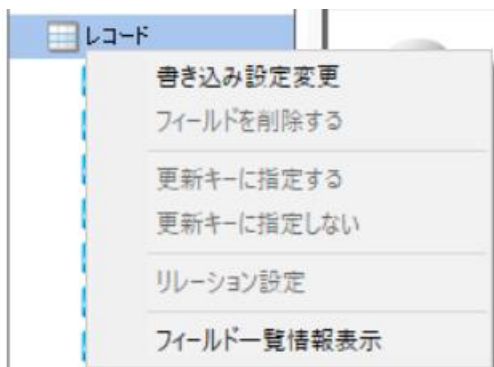 レコード
書き込み設定変更
フィールドを削除する
更新キーに指定する
更新キーに指定しない
リレーション設定
フィールド一覧情報表示